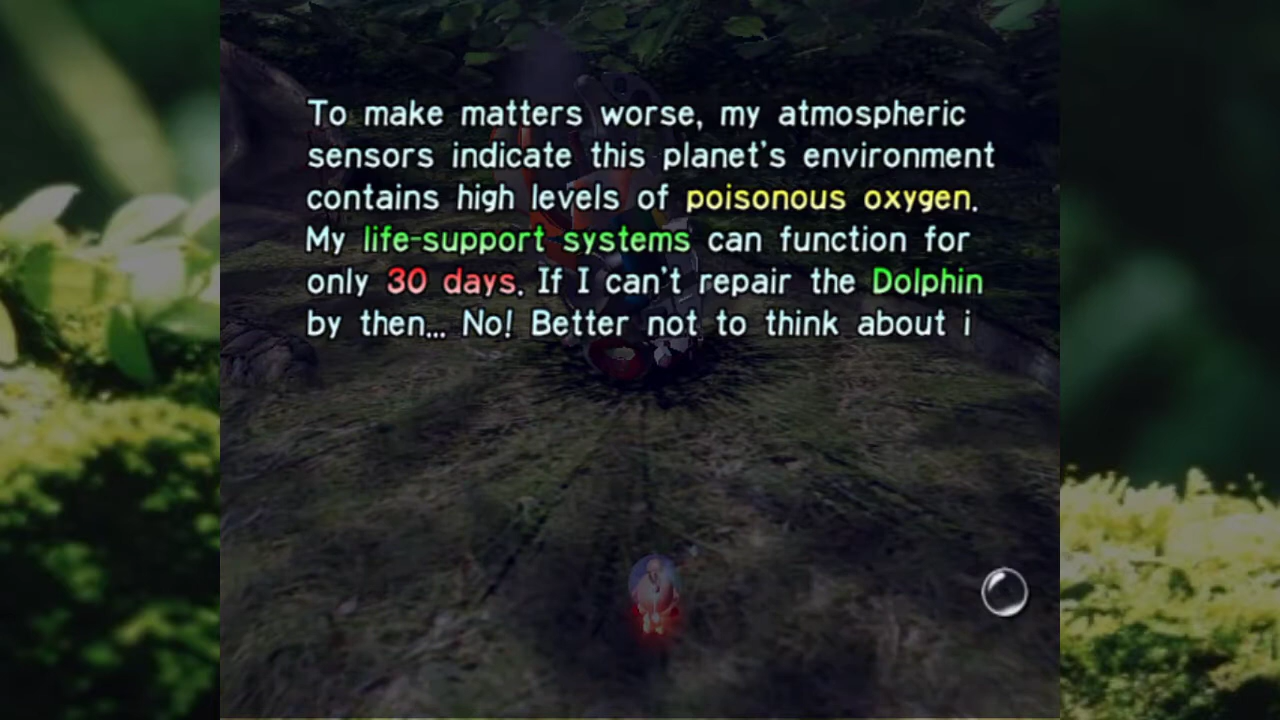 To make matters worse, my atmospheric
sensors indicate this planet's environment
contains high levels of poisonous oxygen.
My life-support systems can function for
only 30 days. If I can't repair the Dolphin
by then... No! Better not to think about i